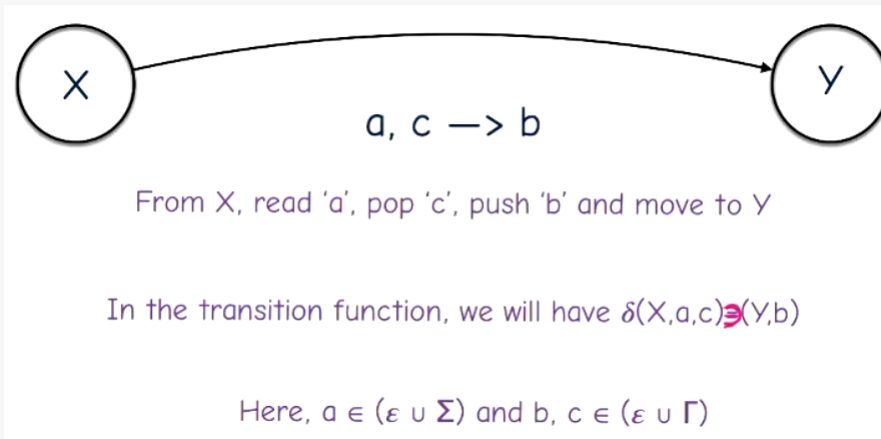 X
Y
a, c —> b
From X, read ‘a’, pop ‘c’, push ‘b’ and move to Y
In the transition function, we will have δ(X,a,c)∋(Y,b)
Here, a ∈ (ε ∪ Σ) and b, c ∈ (ε ∪ Γ)